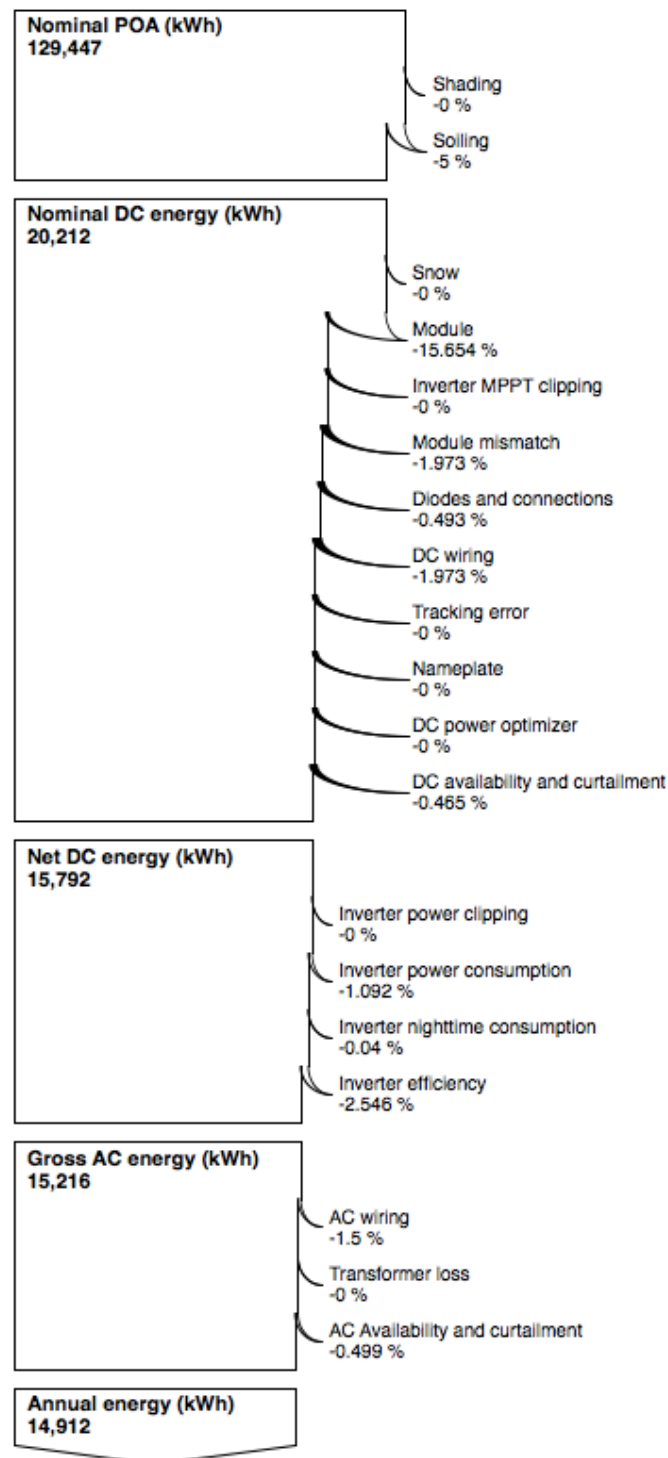 Nominal POA (kWh)
129,447
Shading
-0 %
Soiling
-5 %
Nominal DC energy (kWh)
20,212
Snow
-0 %
Module
-15.654 %
Inverter MPPT clipping
-0 %
Module mismatch
-1.973 %
Diodes and connections
-0.493 %
DC wiring
-1.973 %
Tracking error
-0 %
Nameplate
-0 %
DC power optimizer
-0 %
DC availability and curtailment
-0.465 %
Net DC energy (kWh)
15,792
Inverter power clipping
-0 %
Inverter power consumption
-1.092 %
Inverter nighttime consumption
-0.04 %
Inverter efficiency
-2.546 %
Gross AC energy (kWh)
15,216
AC wiring
-1.5 %
Transformer loss
-0 %
AC Availability and curtailment
-0.499 %
Annual energy (kWh)
14,912